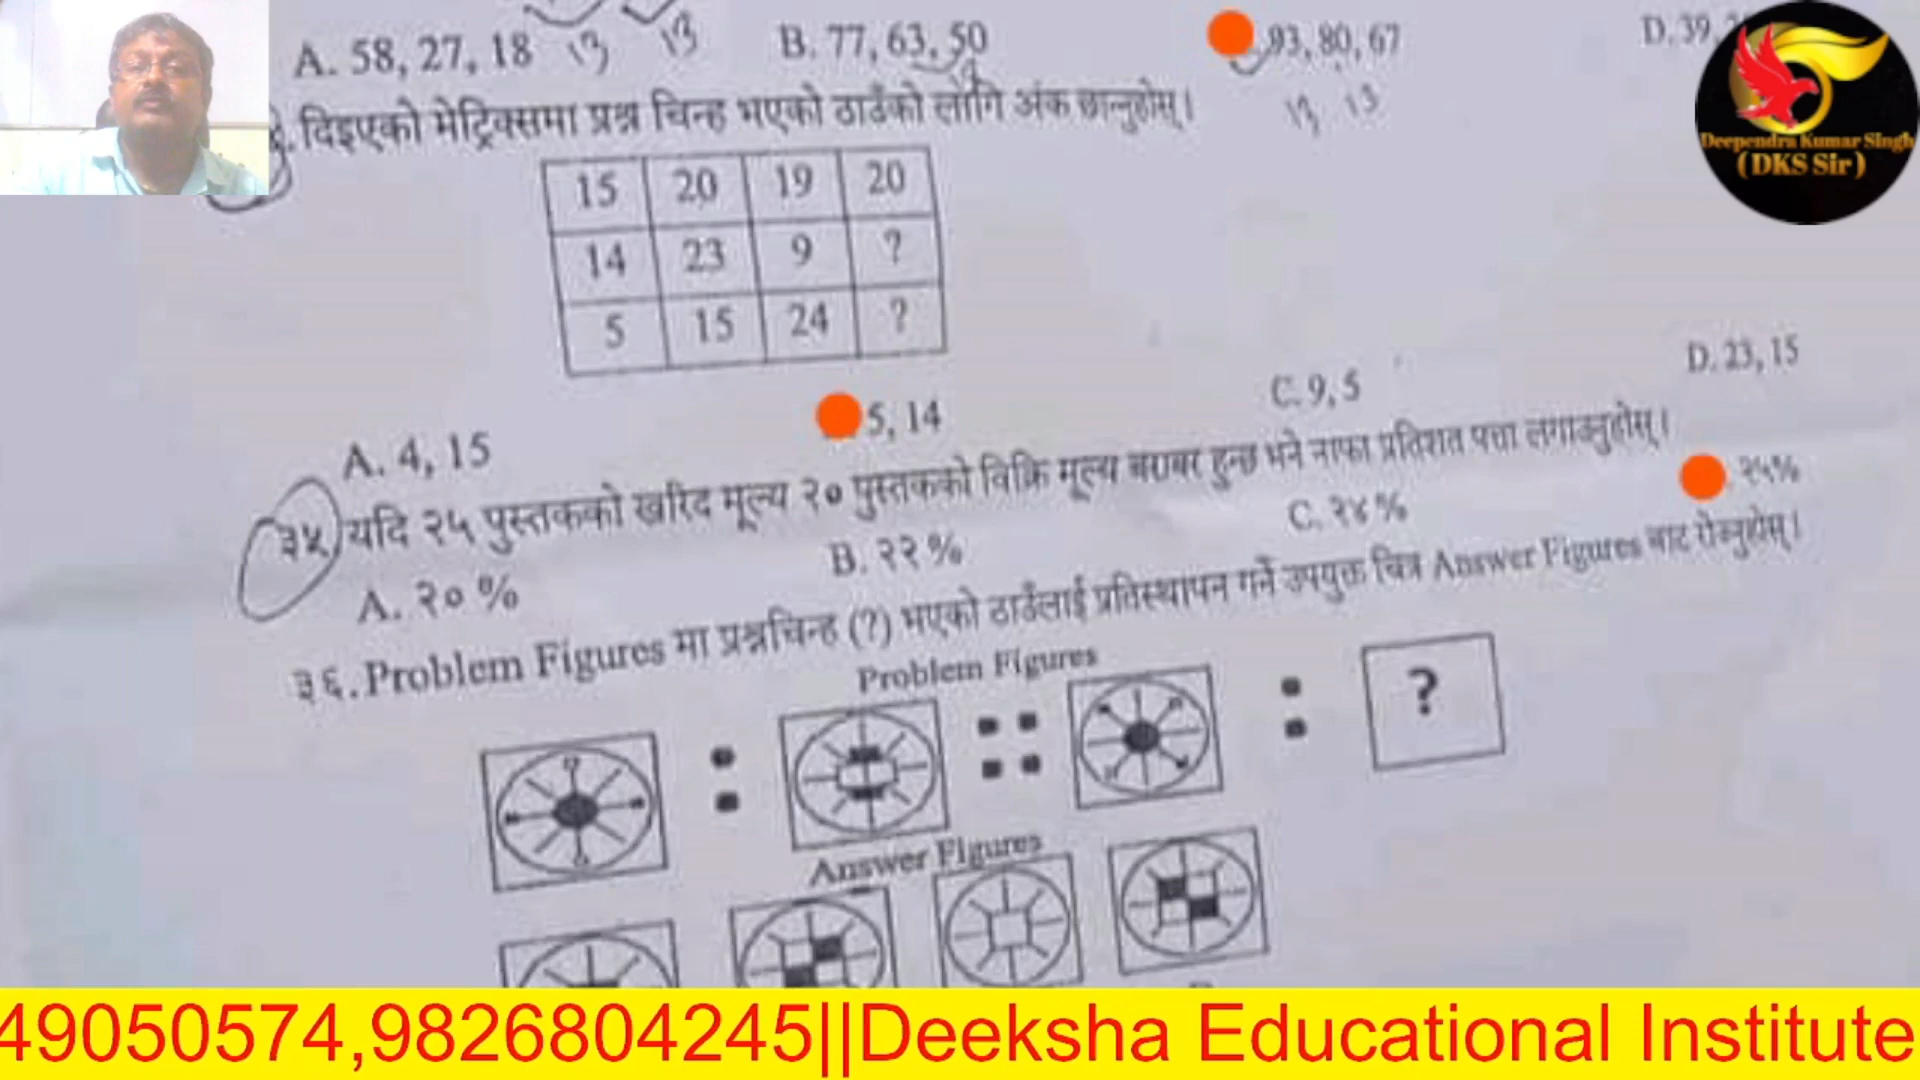 A. 58, 27, 18
13
13
B. 77, 63, 50
93, 80, 67
13 13
D. 39,
दिइएको मेट्रिक्समा प्रश्न चिन्ह भएको ठाउँको लागि अंक छान्नुहोस्।
15 20 19 20
14 23 9 ?
5 15 24 ?
A. 4, 15
5, 14
C. 9, 5
D. 23, 15
३५ यदि २५ पुस्तकको खरिद मूल्य २० पुस्तकको विक्रि मूल्य बराबर हुन्छ भने नाफा प्रतिशत पत्ता लगाउनुहोस्।
A. २० %
B. २२ %
C. २४ %
२५%
३६. Problem Figures मा प्रश्नचिन्ह (?) भएको ठाउँलाई प्रतिस्थापन गर्ने उपयुक्त चित्र Answer Figures बाट रोज्नुहोस्।
Problem Figures
?
Answer Figures
Deependra Kumar Singh
(DKS Sir)
49050574,9826804245||Deeksha Educational Institute